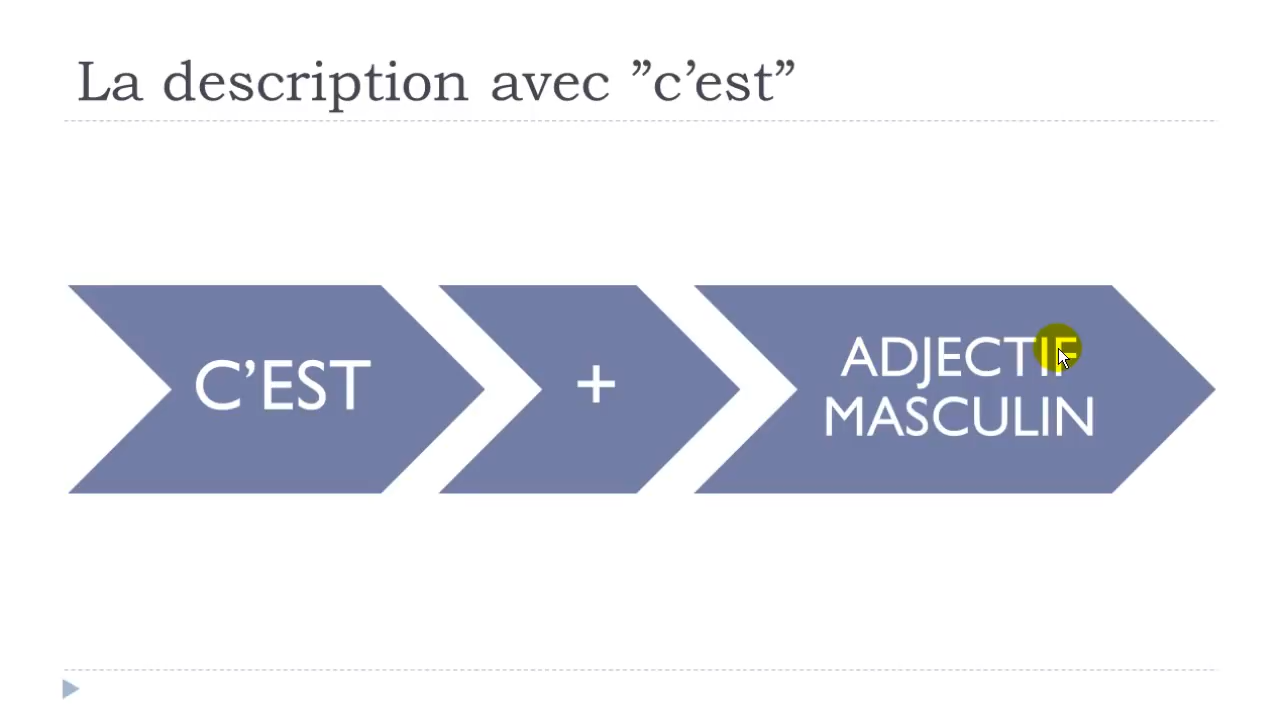 La description avec ”c’est”
C’EST
+
ADJECTIF
MASCULIN